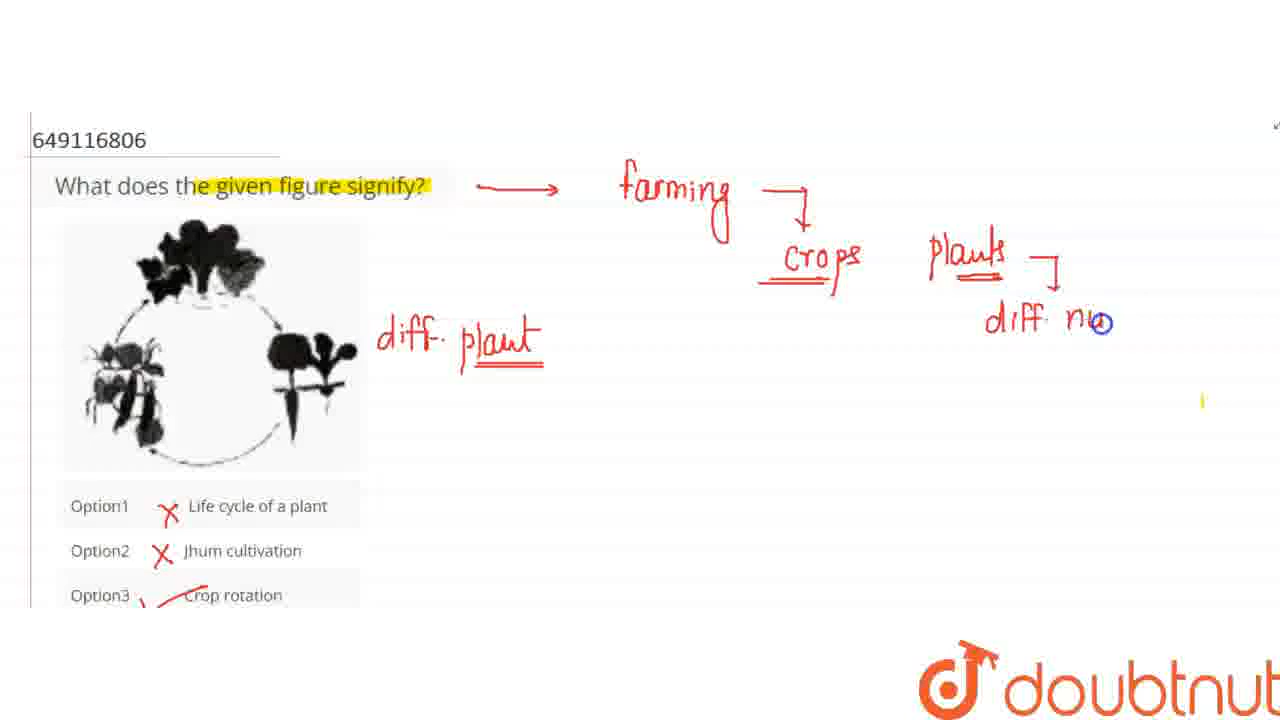 649116806
What does the given figure signify?
farming
crops
plants
diff. nu
diff. plant
Option1 Life cycle of a plant
Option2 Jhum cultivation
Option3 Crop rotation
doubtnut